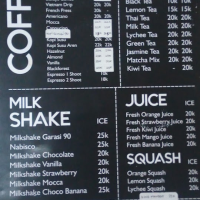 COFF
Vietnam Drip 20k 20k
French Press
Americano
Mocca
Kopi Susu
Kopi Susu Aren
Hazelnut
Almond
Vanilla
Blackforest
Espresso 1 Shoot
Espresso 2 Shoot
Black Tea 10k 10k
Lemon Tea 15k 15k
Thai Tea 20k
Milk Tea 20k
Lychee Tea 20k
Green Tea 20k
Jasmine Tea 20k
Matcha Mix 20k 20k
Kiwi Tea - 20k
MILK
SHAKE ICE
Milkshake Garasi 90 25k
Nabisco 25k
Milkshake Chocolate 20k
Milkshake Vanilla 20k
Milkshake Strawberry 20k
Milkshake Mocca 20k
Milkshake Choco Banana 25k
JUICE ICE
Fresh Orange Juice 20k
Fresh Strawberry Juice 20k
Fresh Kiwi Juice 20k
Fresh Mango Juice 20k
Fresh Banana Juice 20k
SQUASH ICE
Orange Squash 20k
Lemon Squash 20k
Lychee Squash 20k